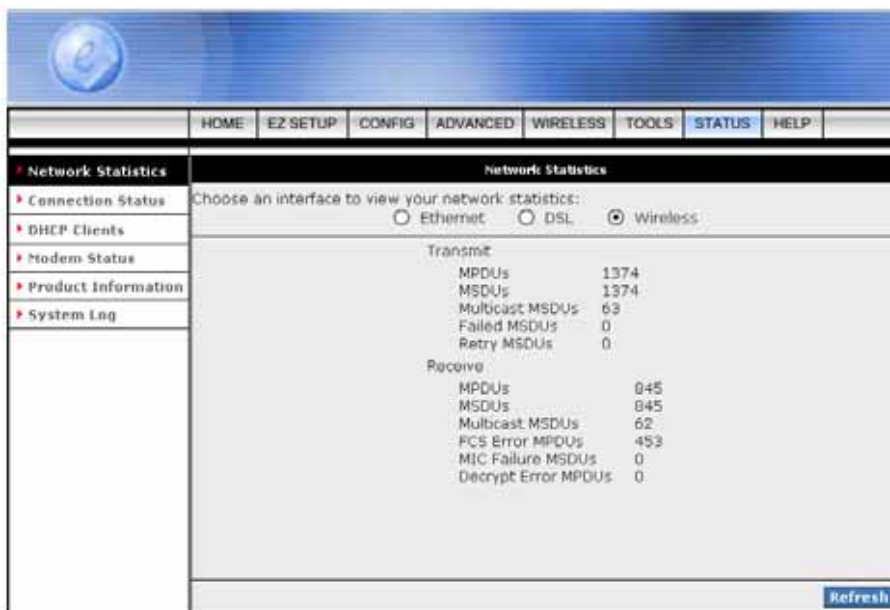 e
HOME EZ SETUP CONFIG ADVANCED WIRELESS TOOLS STATUS HELP
Network Statistics
Connection Status
DHCP Clients
Modem Status
Product Information
System Log
Network Statistics
Choose an interface to view your network statistics:
Ethernet DSL Wireless
Transmit
MPDUs 1374
MSDUs 1374
Multicast MSDUs 63
Failed MSDUs 0
Retry MSDUs 0
Receive
MPDUs 845
MSDUs 845
Multicast MSDUs 62
FCS Error MPDUs 453
MIC Failure MSDUs 0
Decrypt Error MPDUs 0
Refresh